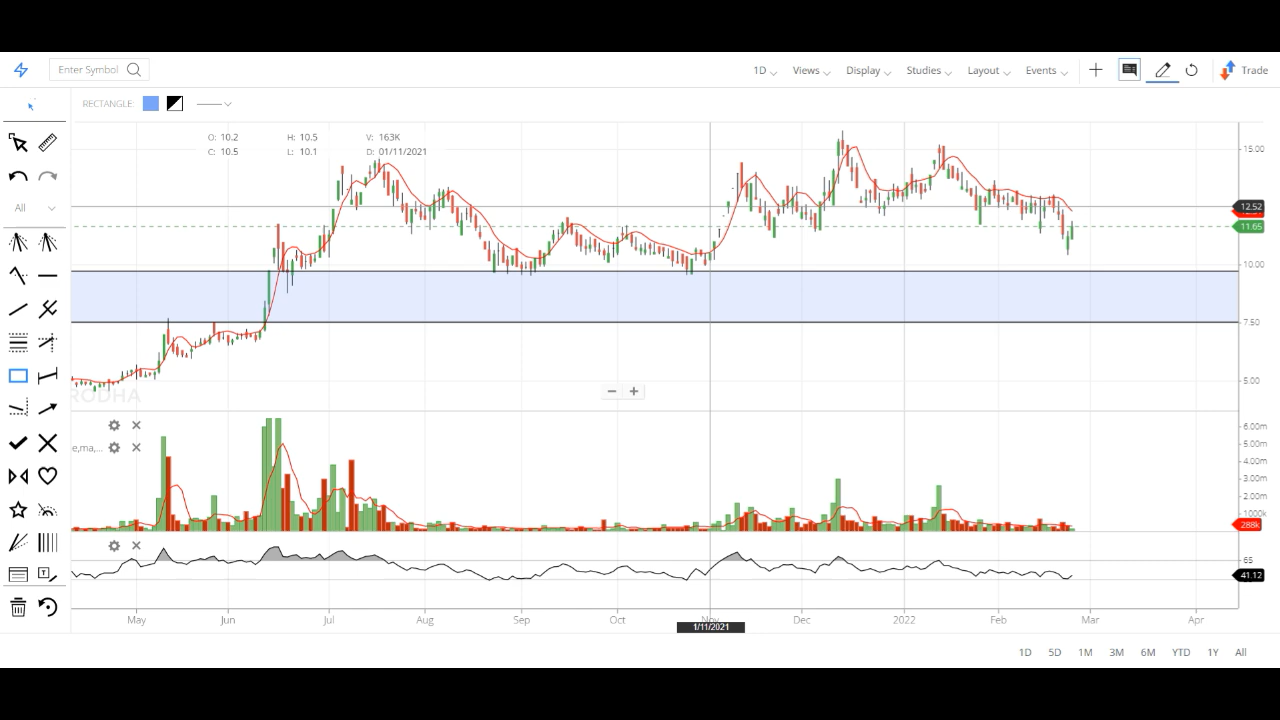 Enter Symbol
1D Views Display Studies Layout Events Trade
RECTANGLE:
O: 10.2 H: 10.5 V: 163K
C: 10.5 L: 10.1 D: 01/11/2021
All
15.00
12.52
11.65
10.00
7.50
5.00
RODHA
6.00m
5.00m
e,ma,...
4.00m
3.00m
2.00m
1000k
288k
65
41.12
May Jun Jul Aug Sep Oct Nov Dec 2022 Feb Mar Apr
1/11/2021
1D 5D 1M 3M 6M YTD 1Y All